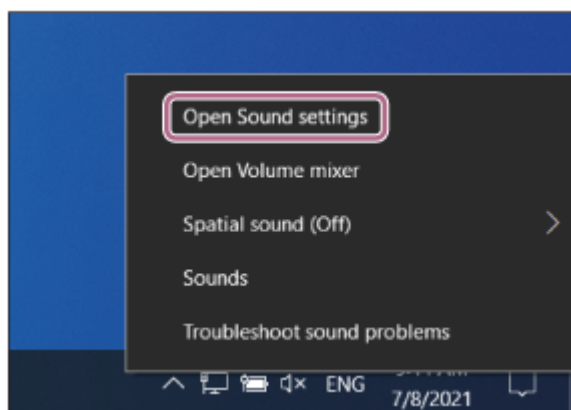 Open Sound settings
Open Volume mixer
Spatial sound (Off)
Sounds
Troubleshoot sound problems
ENG
7/8/2021